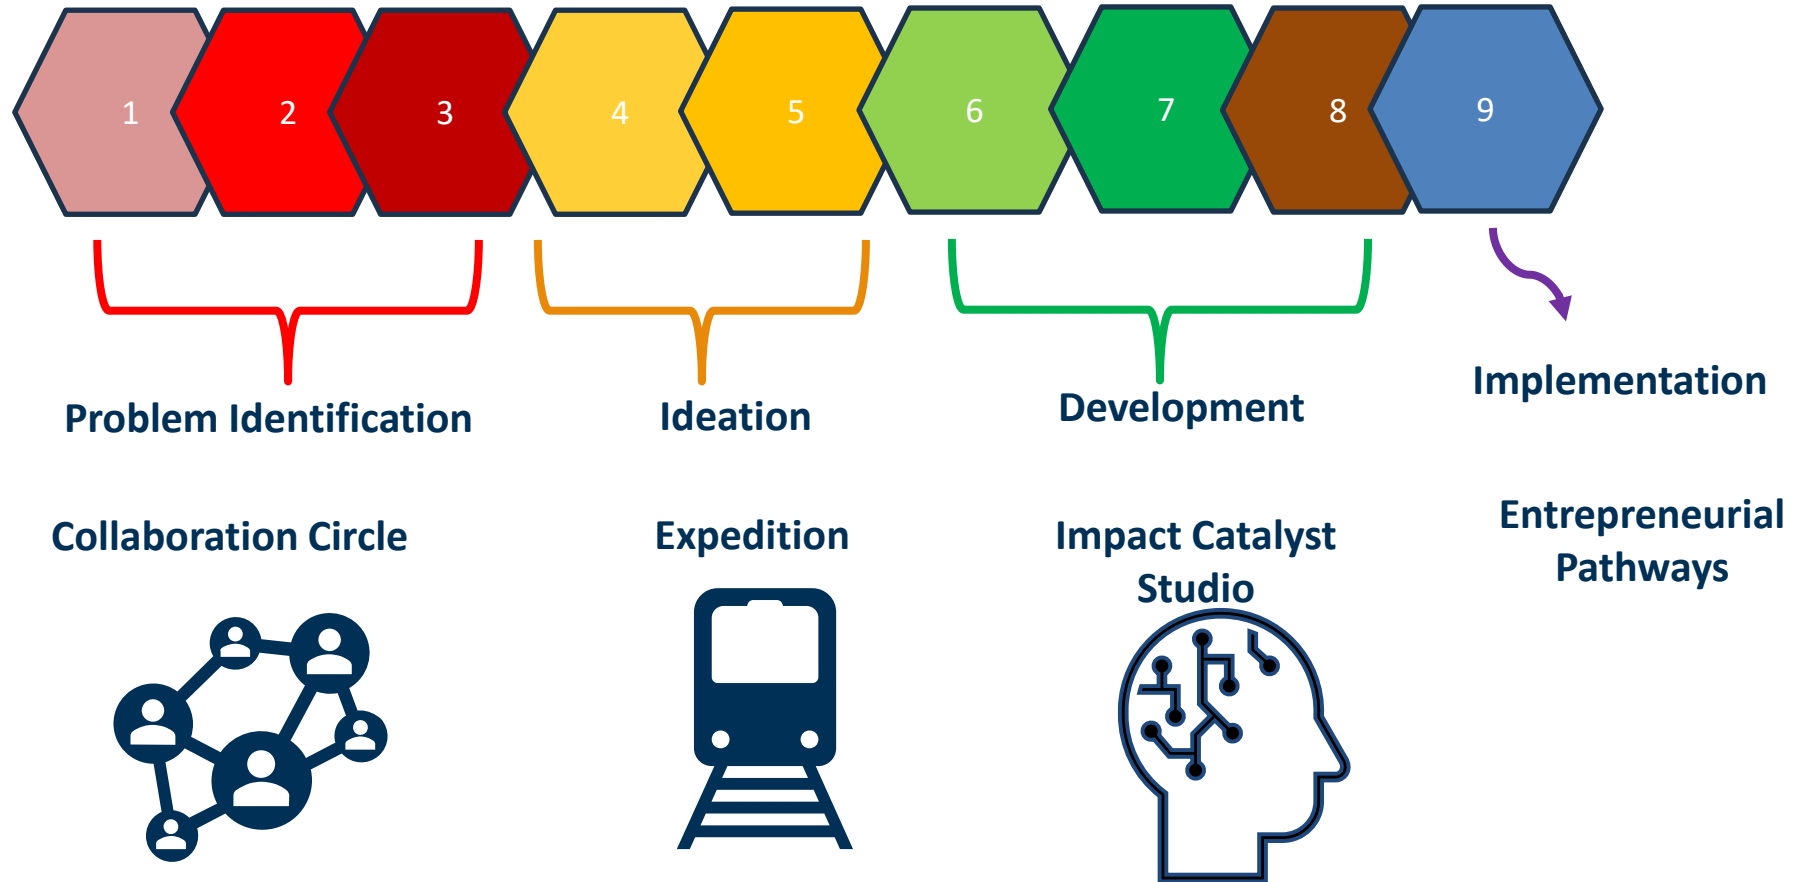 1
2
3
4
5
6
7
8
9
Problem Identification
Ideation
Development
Implementation
Collaboration Circle
Expedition
Impact Catalyst
Studio
Entrepreneurial
Pathways